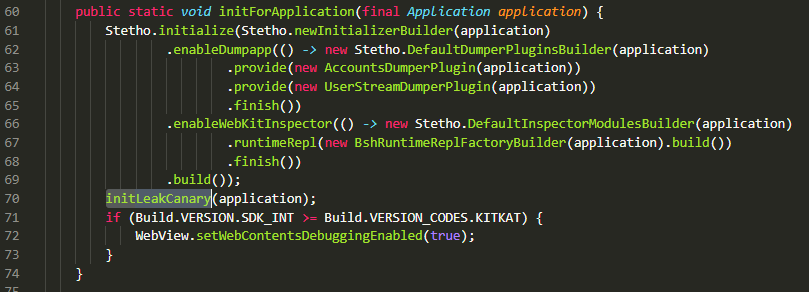 60 public static void initForApplication(final Application application) {
61 Stetho.initialize(Stetho.newInitializerBuilder(application)
62 .enableDumpapp(() -> new Stetho.DefaultDumperPluginsBuilder(application)
63 .provide(new AccountsDumperPlugin(application))
64 .provide(new UserStreamDumperPlugin(application))
65 .finish())
66 .enableWebKitInspector(() -> new Stetho.DefaultInspectorModulesBuilder(application)
67 .runtimeRepl(new BshRuntimeReplFactoryBuilder(application).build())
68 .finish())
69 .build());
70 initLeakCanary(application);
71 if (Build.VERSION.SDK_INT >= Build.VERSION_CODES.KITKAT) {
72 WebView.setWebContentsDebuggingEnabled(true);
73 }
74 }